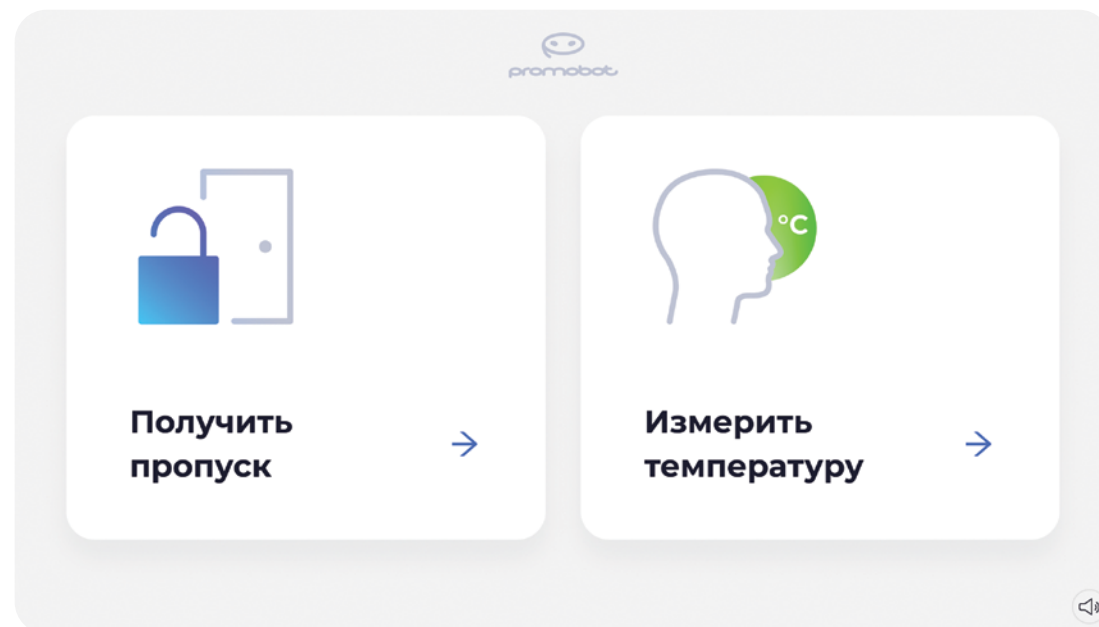 promobot
°C
Получить
пропуск
Измерить
температуру